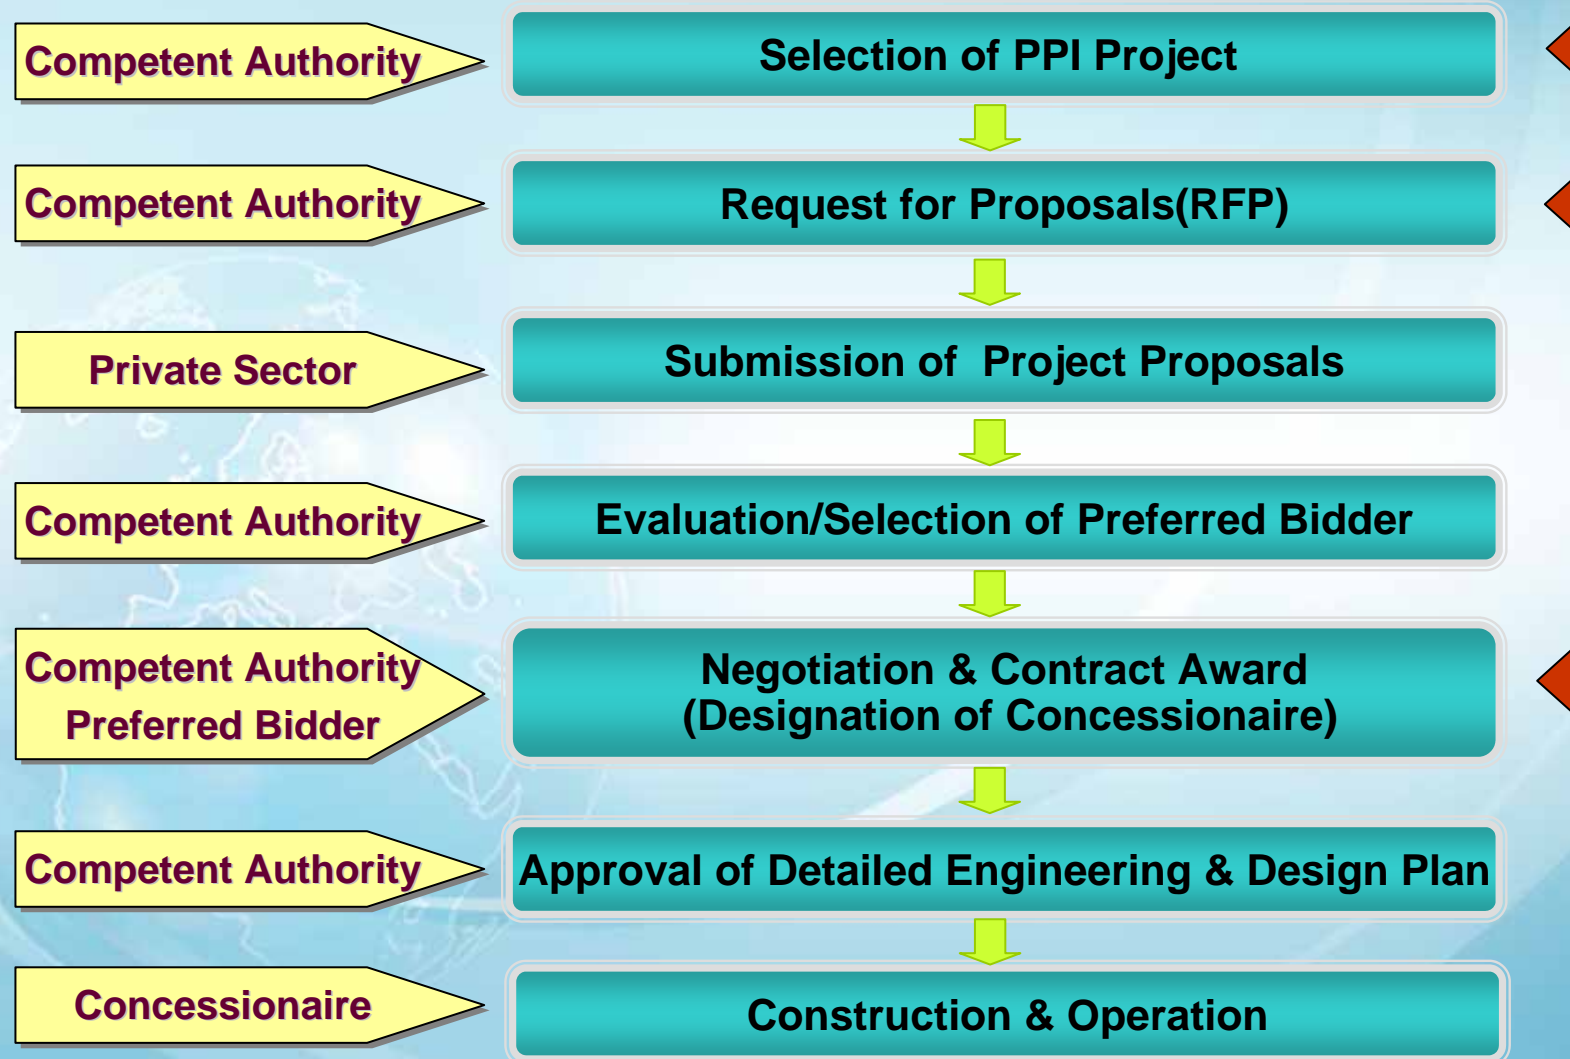 Competent Authority
Selection of PPI Project
Competent Authority
Request for Proposals(RFP)
Private Sector
Submission of  Project Proposals
Competent Authority
Evaluation/Selection of Preferred Bidder
Competent Authority
Preferred Bidder
Negotiation & Contract Award
(Designation of Concessionaire)
Competent Authority
Approval of Detailed Engineering & Design Plan
Concessionaire
Construction & Operation